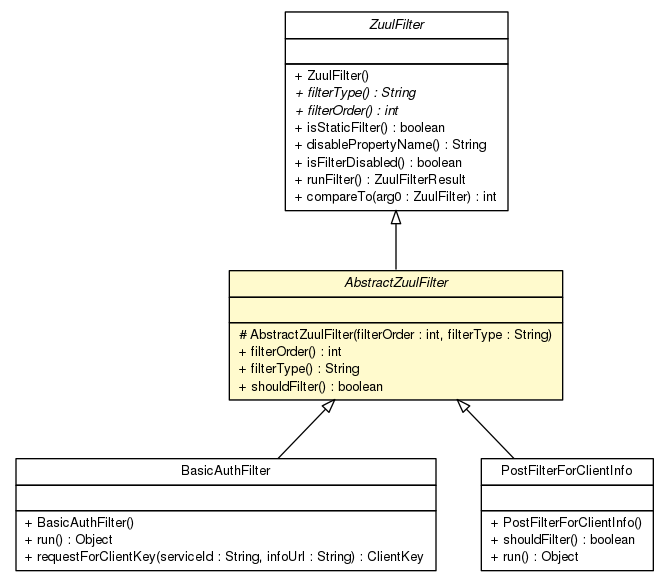 ZuulFilter
+ ZuulFilter()
+ filterType() : String
+ filterOrder() : int
+ isStaticFilter() : boolean
+ disablePropertyName() : String
+ isFilterDisabled() : boolean
+ runFilter() : ZuulFilterResult
+ compareTo(arg0 : ZuulFilter) : int
AbstractZuulFilter
# AbstractZuulFilter(filterOrder : int, filterType : String)
+ filterOrder() : int
+ filterType() : String
+ shouldFilter() : boolean
BasicAuthFilter
+ BasicAuthFilter()
+ run() : Object
+ requestForClientKey(serviceId : String, infoUrl : String) : ClientKey
PostFilterForClientInfo
+ PostFilterForClientInfo()
+ shouldFilter() : boolean
+ run() : Object